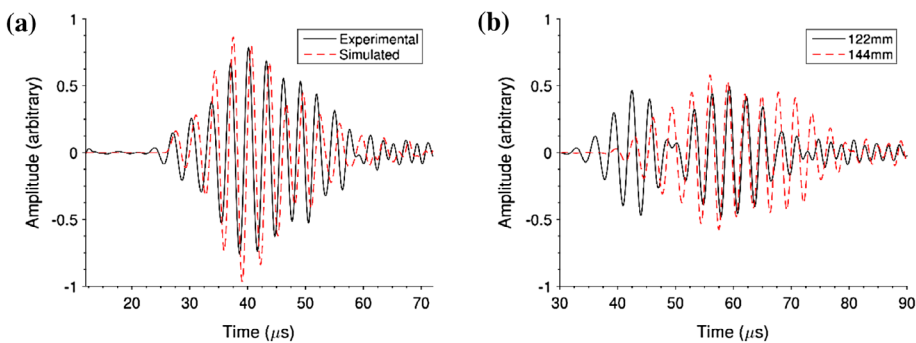 (a)
Experimental
Simulated
Amplitude (arbitrary)
1
0.5
0
-0.5
-1
20 30 40 50 60 70
Time (μs)
(b)
122mm
144mm
Amplitude (arbitrary)
1
0.5
0
-0.5
-1
30 40 50 60 70 80 90
Time (μs)